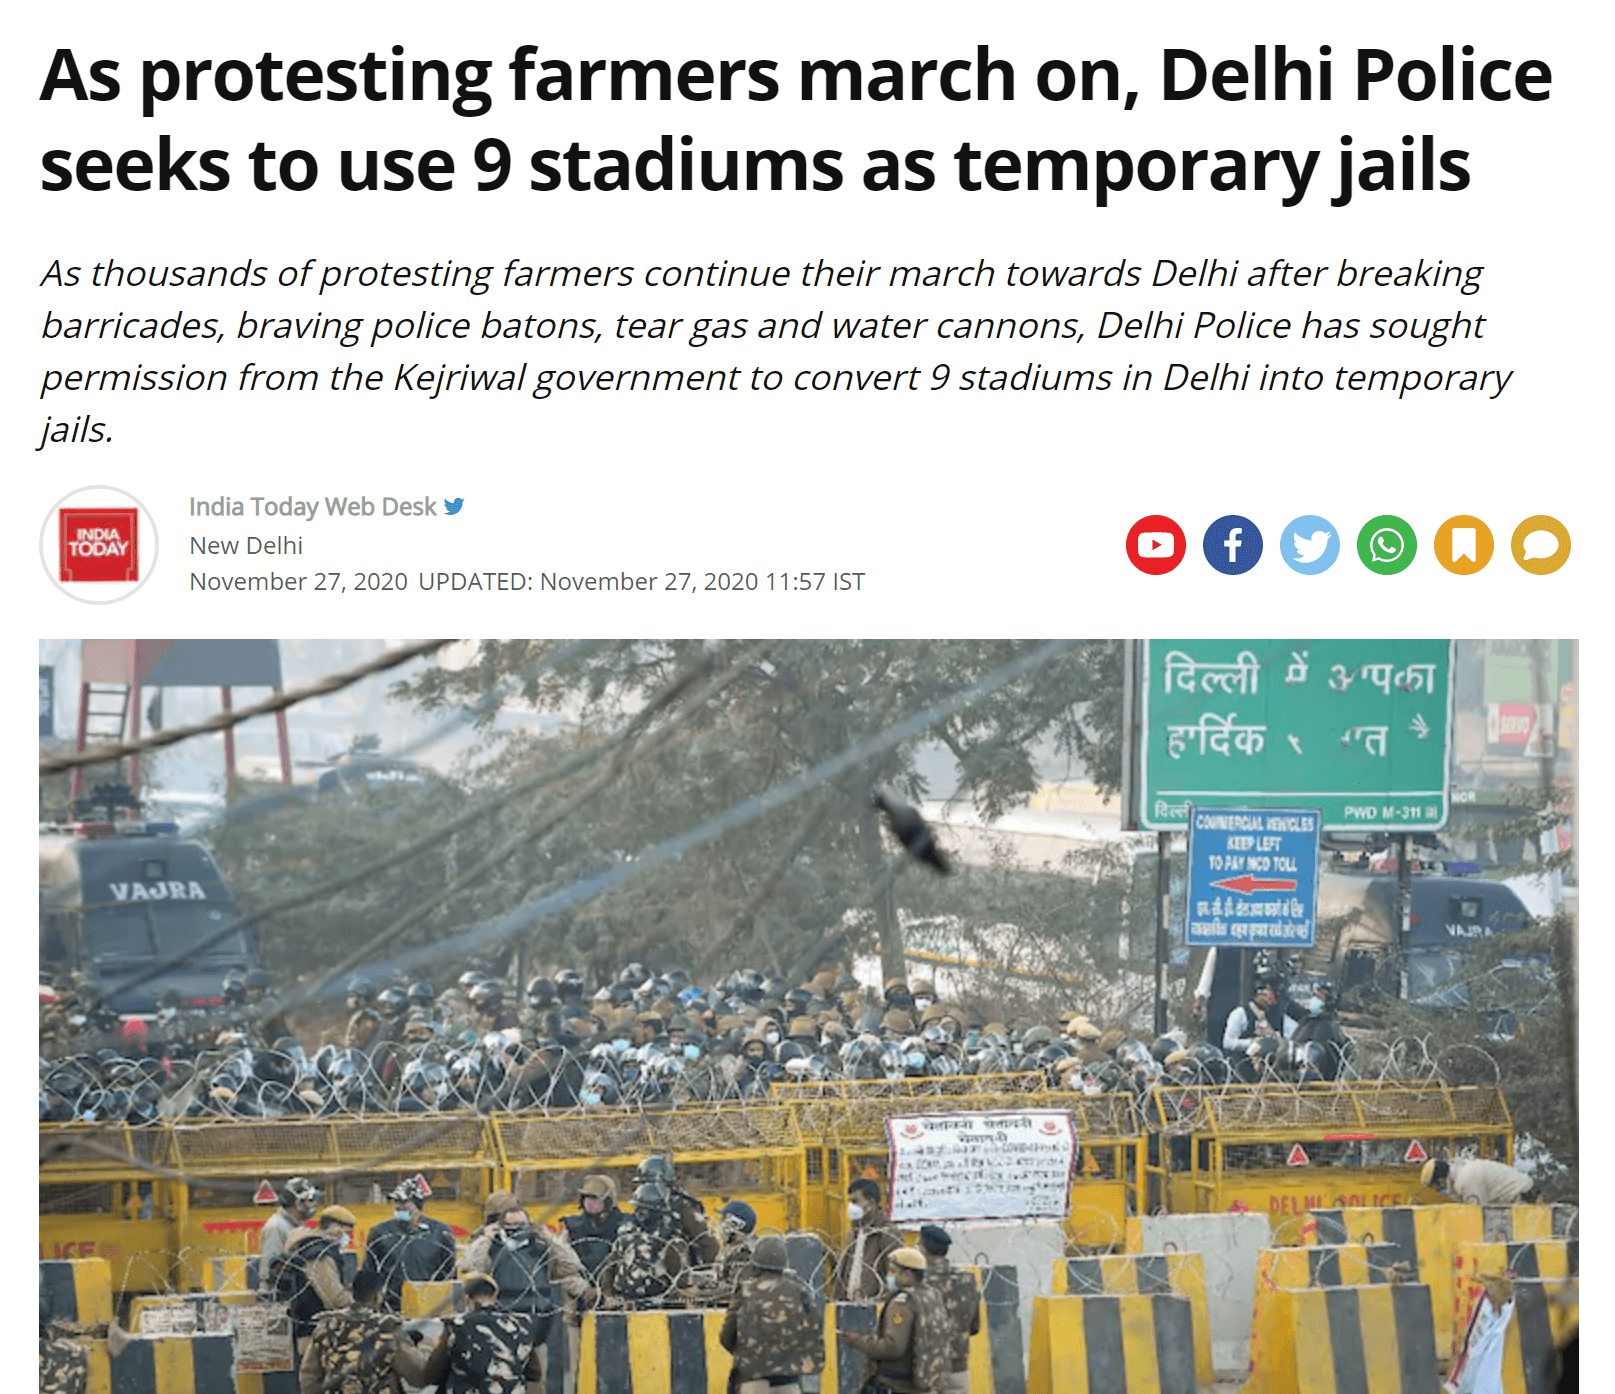 As protesting farmers march on, Delhi Police
seeks to use 9 stadiums as temporary jails
As thousands of protesting farmers continue their march towards Delhi after breaking
barricades, braving police batons, tear gas and water cannons, Delhi Police has sought
permission from the Kejriwal government to convert 9 stadiums in Delhi into temporary
jails.
INDIA
TODAY
India Today Web Desk
New Delhi
November 27, 2020 UPDATED: November 27, 2020 11:57 IST
दिल्ली में आपका
हार्दिक
PWD M-311
COMMERCIAL VEHICLES
KEEP LEFT
TO PAY MCD TOLL
VAJRA
VAJRA
SERVO
चेतावनी चेतावनी
चेतावनी
DELHI POLICE